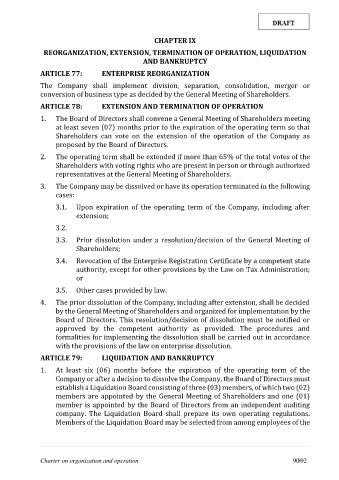 DRAFT
CHAPTER IX
REORGANIZATION, EXTENSION, TERMINATION OF OPERATION, LIQUIDATION
AND BANKRUPTCY
ARTICLE 77: ENTERPRISE REORGANIZATION
The Company shall implement division, separation, consolidation, merger or
conversion of business type as decided by the General Meeting of Shareholders.
ARTICLE 78: EXTENSION AND TERMINATION OF OPERATION
1. The Board of Directors shall convene a General Meeting of Shareholders meeting
at least seven (07) months prior to the expiration of the operating term so that
Shareholders can vote on the extension of the operation of the Company as
proposed by the Board of Directors.
2. The operating term shall be extended if more than 65% of the total votes of the
Shareholders with voting rights who are present in person or through authorized
representatives at the General Meeting of Shareholders.
3. The Company may be dissolved or have its operation terminated in the following
cases:
3.1. Upon expiration of the operating term of the Company, including after
extension;
3.2.
3.3. Prior dissolution under a resolution/decision of the General Meeting of
Shareholders;
3.4. Revocation of the Enterprise Registration Certificate by a competent state
authority, except for other provisions by the Law on Tax Administration;
or
3.5. Other cases provided by law.
4. The prior dissolution of the Company, including after extension, shall be decided
by the General Meeting of Shareholders and organized for implementation by the
Board of Directors. This resolution/decision of dissolution must be notified or
approved by the competent authority as provided. The procedures and
formalities for implementing the dissolution shall be carried out in accordance
with the provisions of the law on enterprise dissolution.
ARTICLE 79: LIQUIDATION AND BANKRUPTCY
1. At least six (06) months before the expiration of the operating term of the
Company or after a decision to dissolve the Company, the Board of Directors must
establish a Liquidation Board consisting of three (03) members, of which two (02)
members are appointed by the General Meeting of Shareholders and one (01)
member is appointed by the Board of Directors from an independent auditing
company. The Liquidation Board shall prepare its own operating regulations.
Members of the Liquidation Board may be selected from among employees of the
Charter on organization and operation 90|92